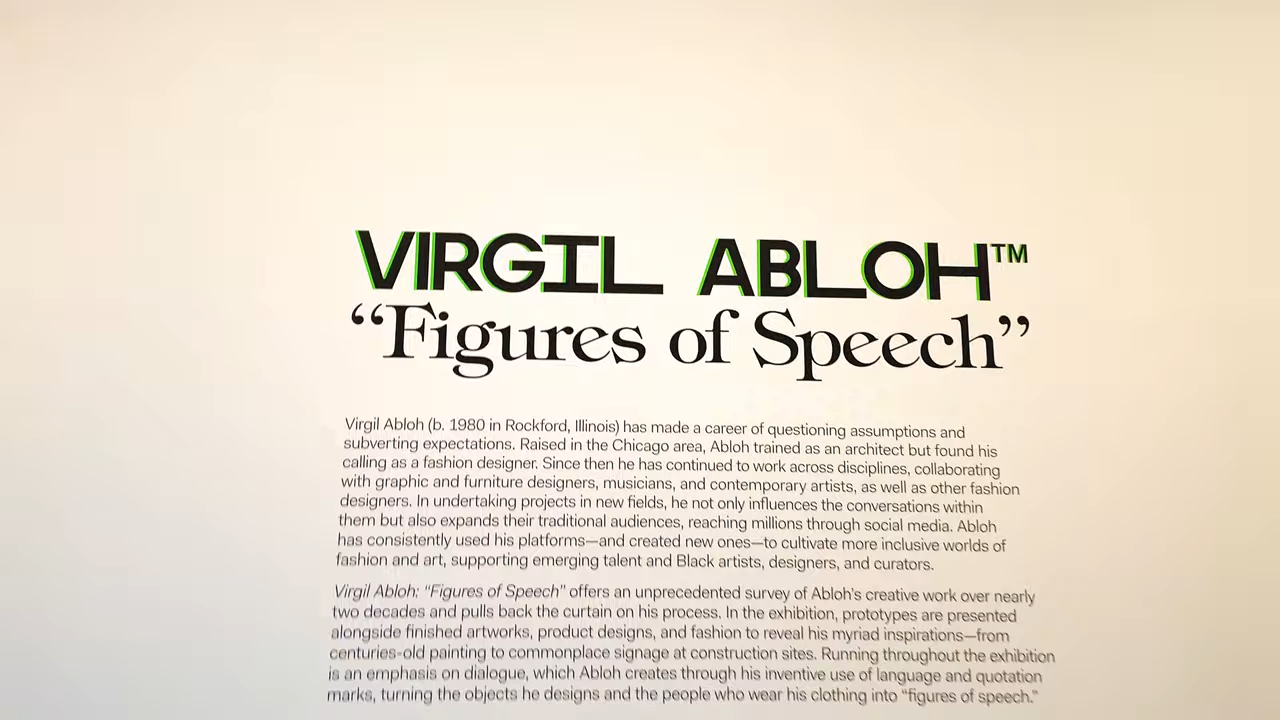 VIRGIL ABLOH™
“Figures of Speech”
Virgil Abloh (b. 1980 in Rockford, Illinois) has made a career of questioning assumptions and
subverting expectations. Raised in the Chicago area, Abloh trained as an architect but found his
calling as a fashion designer. Since then he has continued to work across disciplines, collaborating
with graphic and furniture designers, musicians, and contemporary artists, as well as other fashion
designers. In undertaking projects in new fields, he not only influences the conversations within
them but also expands their traditional audiences, reaching millions through social media. Abloh
has consistently used his platforms—and created new ones—to cultivate more inclusive worlds of
fashion and art, supporting emerging talent and Black artists, designers, and curators.
Virgil Abloh: “Figures of Speech” offers an unprecedented survey of Abloh’s creative work over nearly
two decades and pulls back the curtain on his process. In the exhibition, prototypes are presented
alongside finished artworks, product designs, and fashion to reveal his myriad inspirations—from
centuries-old painting to commonplace signage at construction sites. Running throughout the exhibition
is an emphasis on dialogue, which Abloh creates through his inventive use of language and quotation
marks, turning the objects he designs and the people who wear his clothing into “figures of speech.”